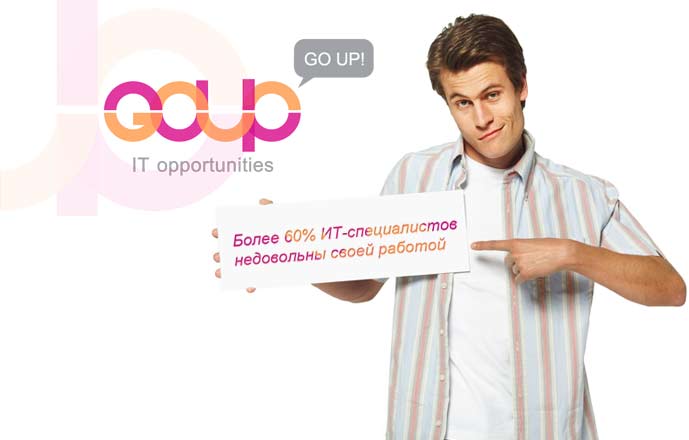 GO UP!
GOUP
IT opportunities
Более 60% ИТ-специалистов
недовольны своей работой